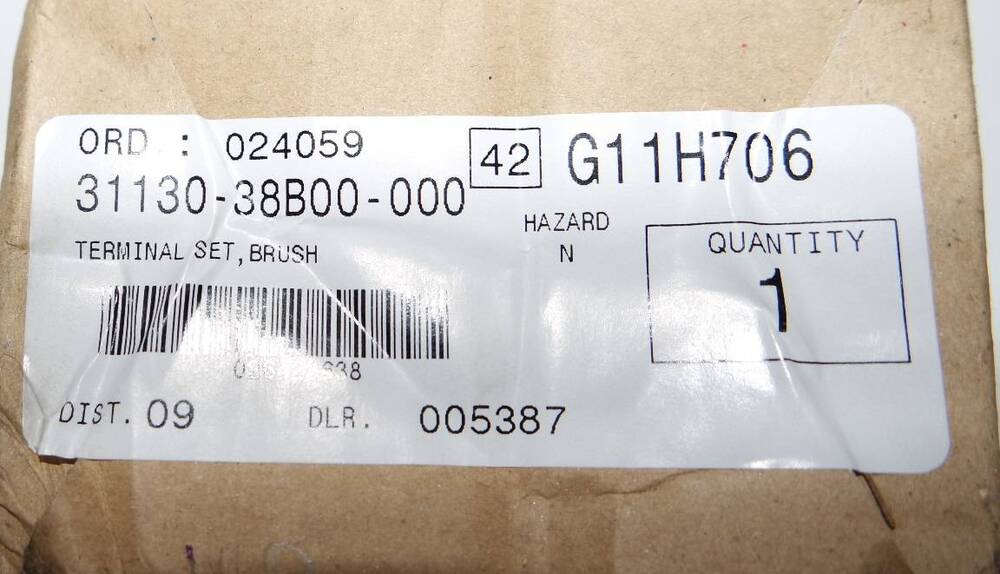 ORD.: 024059
42
G11H706
31130-38B00-000
HAZARD
N
TERMINAL SET, BRUSH
QUANTITY
1
DIST. 09 DLR. 005387